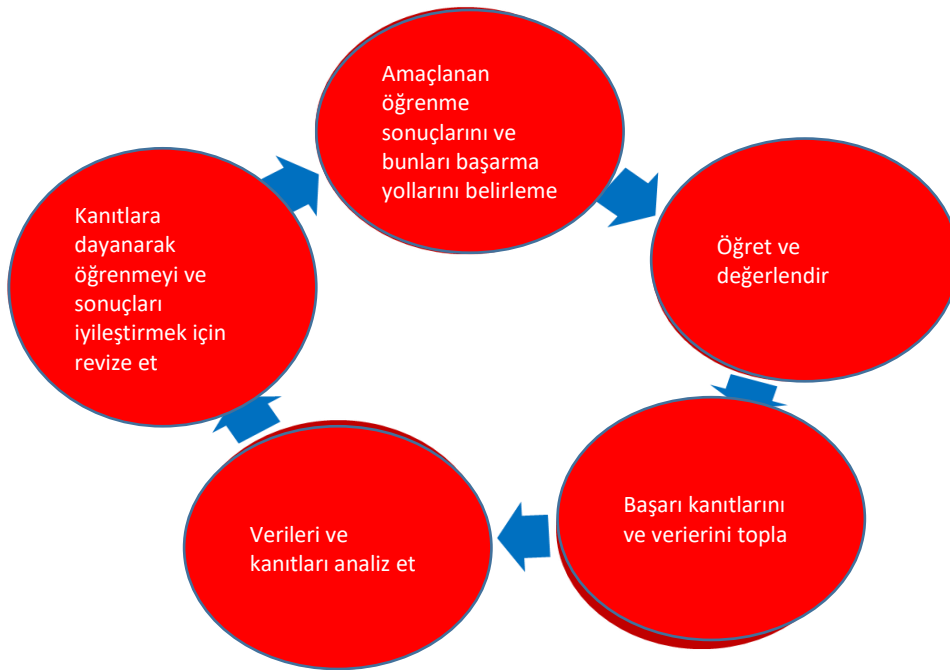 Amaçlanan
öğrenme
sonuçlarını ve
bunları başarma
yollarını belirleme
Öğret ve
değerlendir
Başarı kanıtlarını
ve verierini topla
Verileri ve
kanıtları analiz et
Kanıtlara
dayanarak
öğrenmeyi ve
sonuçları
iyileştirmek için
revize et